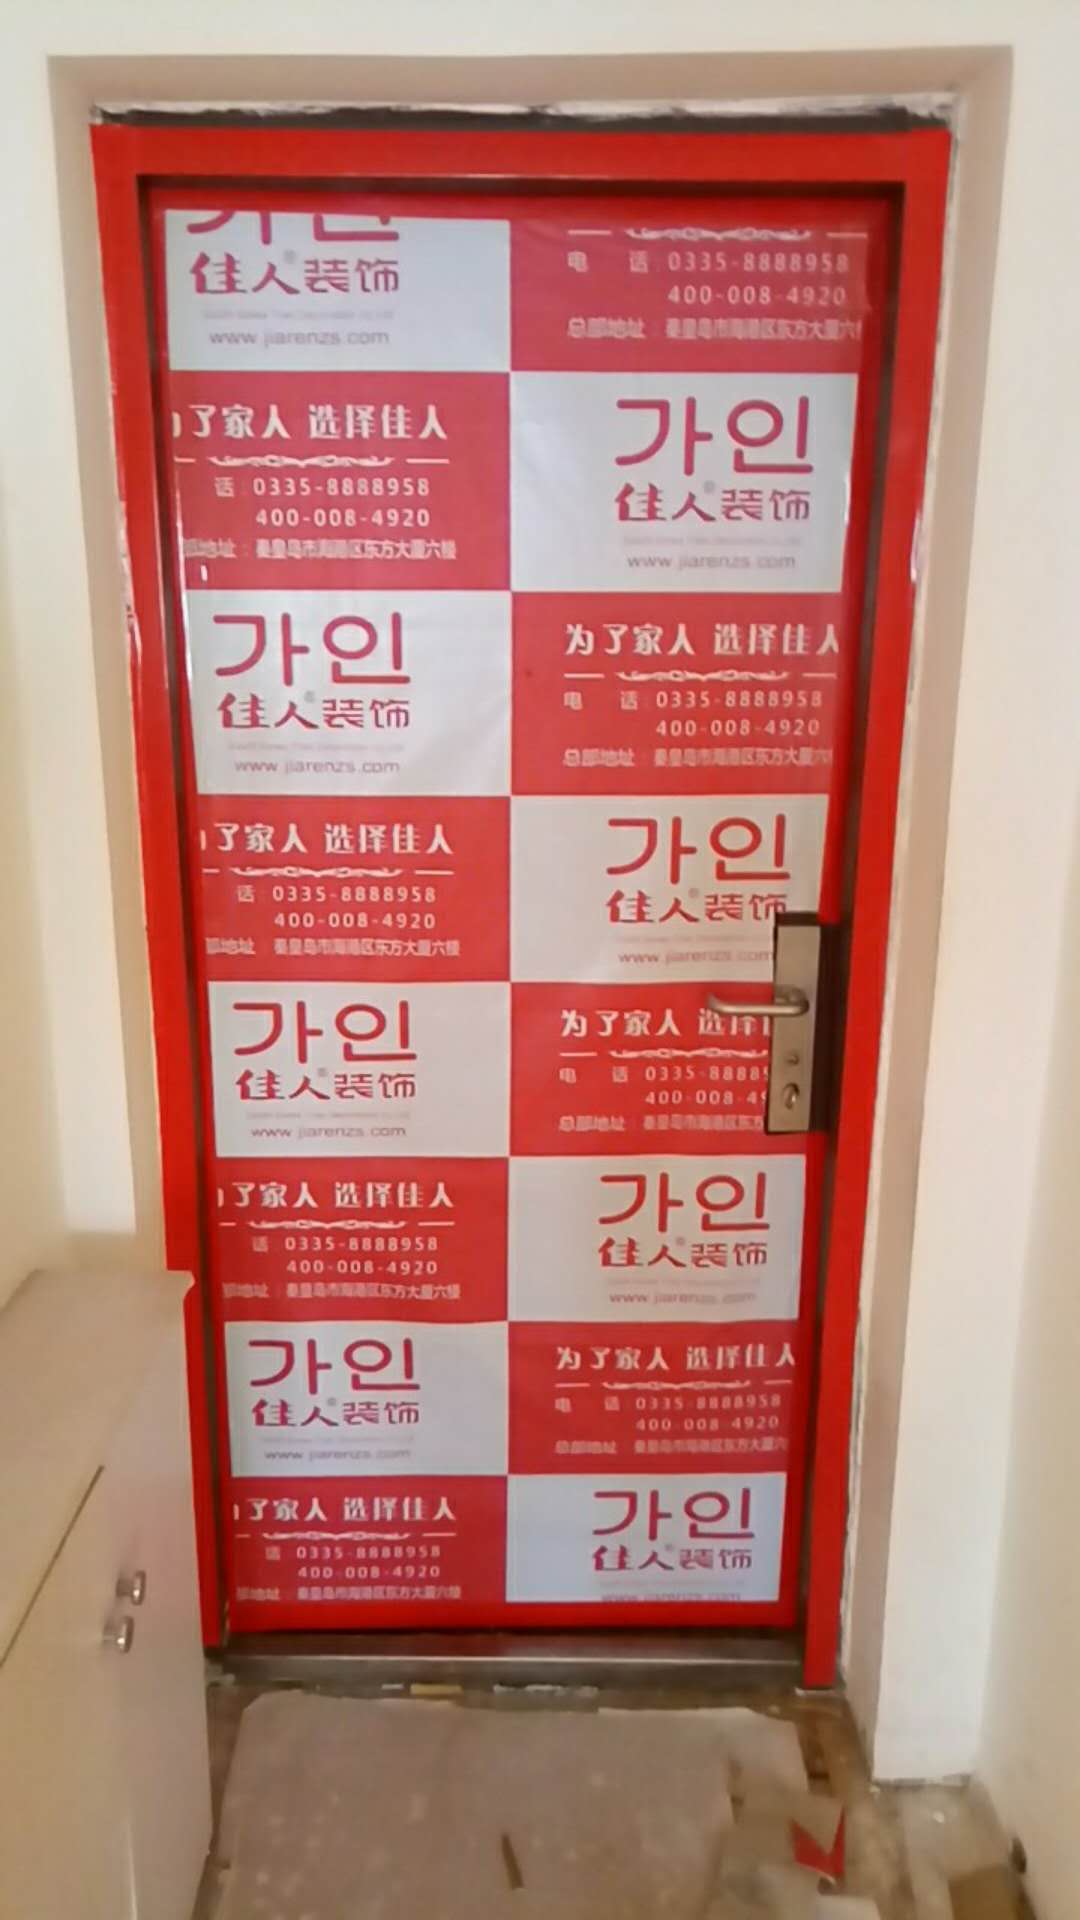 가인
佳人装饰
www.jiarenzs.com
电 话 0335-8888958
400-008-4920
总部地址：秦皇岛市海港区东方大厦六
了家人 选择佳人
话 0335-8888958
400-008-4920
部地址：秦皇岛市海港区东方大厦六楼
가인
佳人装饰
www.jiarenzs.com
가인
佳人装饰
www.jiarenzs.com
为了家人 选择佳人
电 话 0335-8888958
400-008-4920
总部地址：秦皇岛市海港区东方大厦六
了家人 选择佳人
话 0335-8888958
400-008-4920
部地址 秦皇岛市海港区东方大厦六楼
가인
佳人装饰
www.jiarenzs.com
가인
佳人装饰
www.jiarenzs.com
为了家人 选择
电 话 0335-8888
400-008-4
总部地址：秦皇岛市海港区东方
了家人 选择佳人
话 0335-8888958
400-008-4920
部地址：秦皇岛市海港区东方大厦六楼
가인
佳人装饰
www.jiarenzs.com
가인
佳人装饰
www.jiarenzs.com
为了家人 选择佳人
电 话 0335-8888958
400-008-4920
总部地址 秦皇岛市海港区东方大厦六
了家人 选择佳人
话 0335-8888958
400-008-4920
部地址：秦皇岛市海港区东方大厦六楼
가인
佳人装饰
www.jiarenzs.com